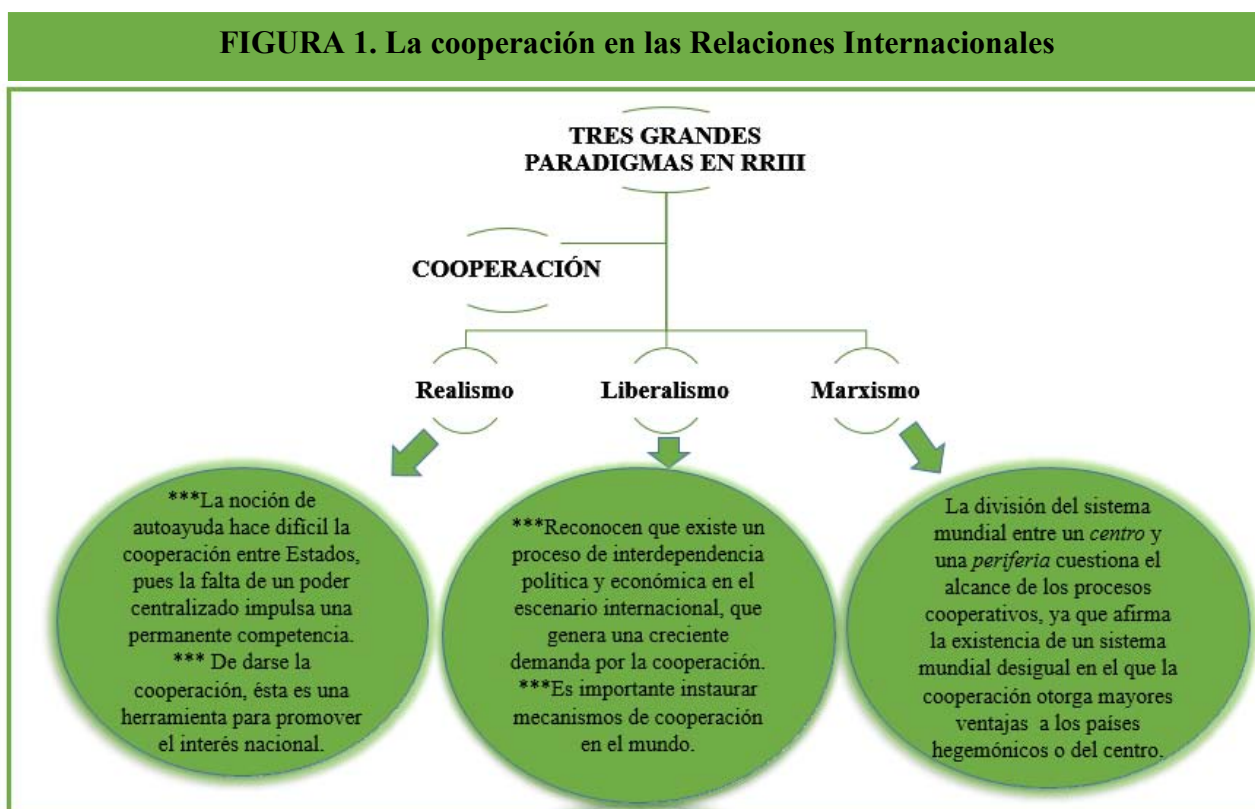 FIGURA 1. La cooperación en las Relaciones Internacionales
TRES GRANDES
PARADIGMAS EN RRIII
COOPERACIÓN
Realismo
Liberalismo
Marxismo
***La noción de
autoayuda hace difícil la
cooperación entre Estados,
pues la falta de un poder
centralizado impulsa una
permanente competencia.
*** De darse la
cooperación, ésta es una
herramienta para promover
el interés nacional.
***Reconocen que existe un
proceso de interdependencia
política y económica en el
escenario internacional, que
genera una creciente
demanda por la cooperación.
***Es importante instaurar
mecanismos de cooperación
en el mundo.
La división del sistema
mundial entre un centro y
una periferia cuestiona el
alcance de los procesos
cooperativos, ya que afirma
la existencia de un sistema
mundial desigual en el que la
cooperación otorga mayores
ventajas a los países
hegemónicos o del centro.